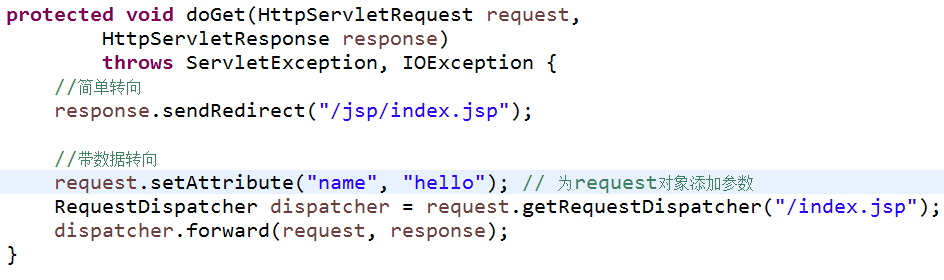 protected void doGet(HttpServletRequest request,
HttpServletResponse response)
throws ServletException, IOException {
//简单转向
response.sendRedirect("/jsp/index.jsp");
//带数据转向
request.setAttribute("name", "hello"); // 为request对象添加参数
RequestDispatcher dispatcher = request.getRequestDispatcher("/index.jsp");
dispatcher.forward(request, response);
}